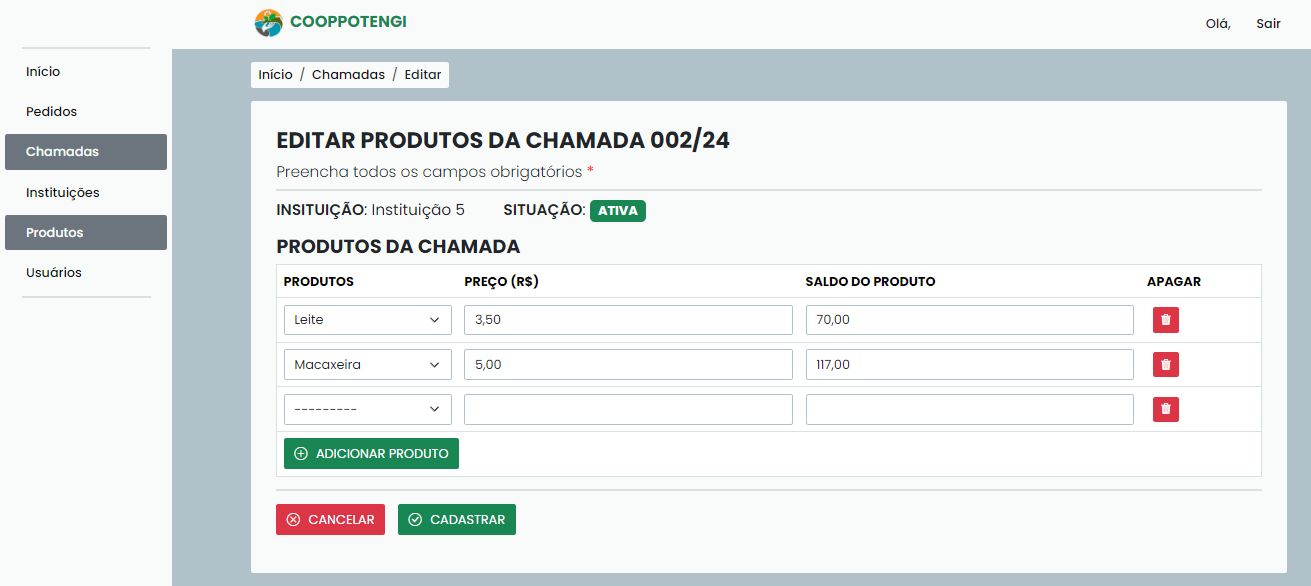 COOPPOTENGI
Olá, Sair
Início
Pedidos
Chamadas
Instituições
Produtos
Usuários
Início / Chamadas / Editar
EDITAR PRODUTOS DA CHAMADA 002/24
Preencha todos os campos obrigatórios *
INSITUIÇÃO: Instituição 5 SITUAÇÃO: ATIVA
PRODUTOS DA CHAMADA
PRODUTOS PREÇO (R$) SALDO DO PRODUTO APAGAR
Leite 3,50 70,00
Macaxeira 5,00 117,00
---------
ADICIONAR PRODUTO
CANCELAR CADASTRAR